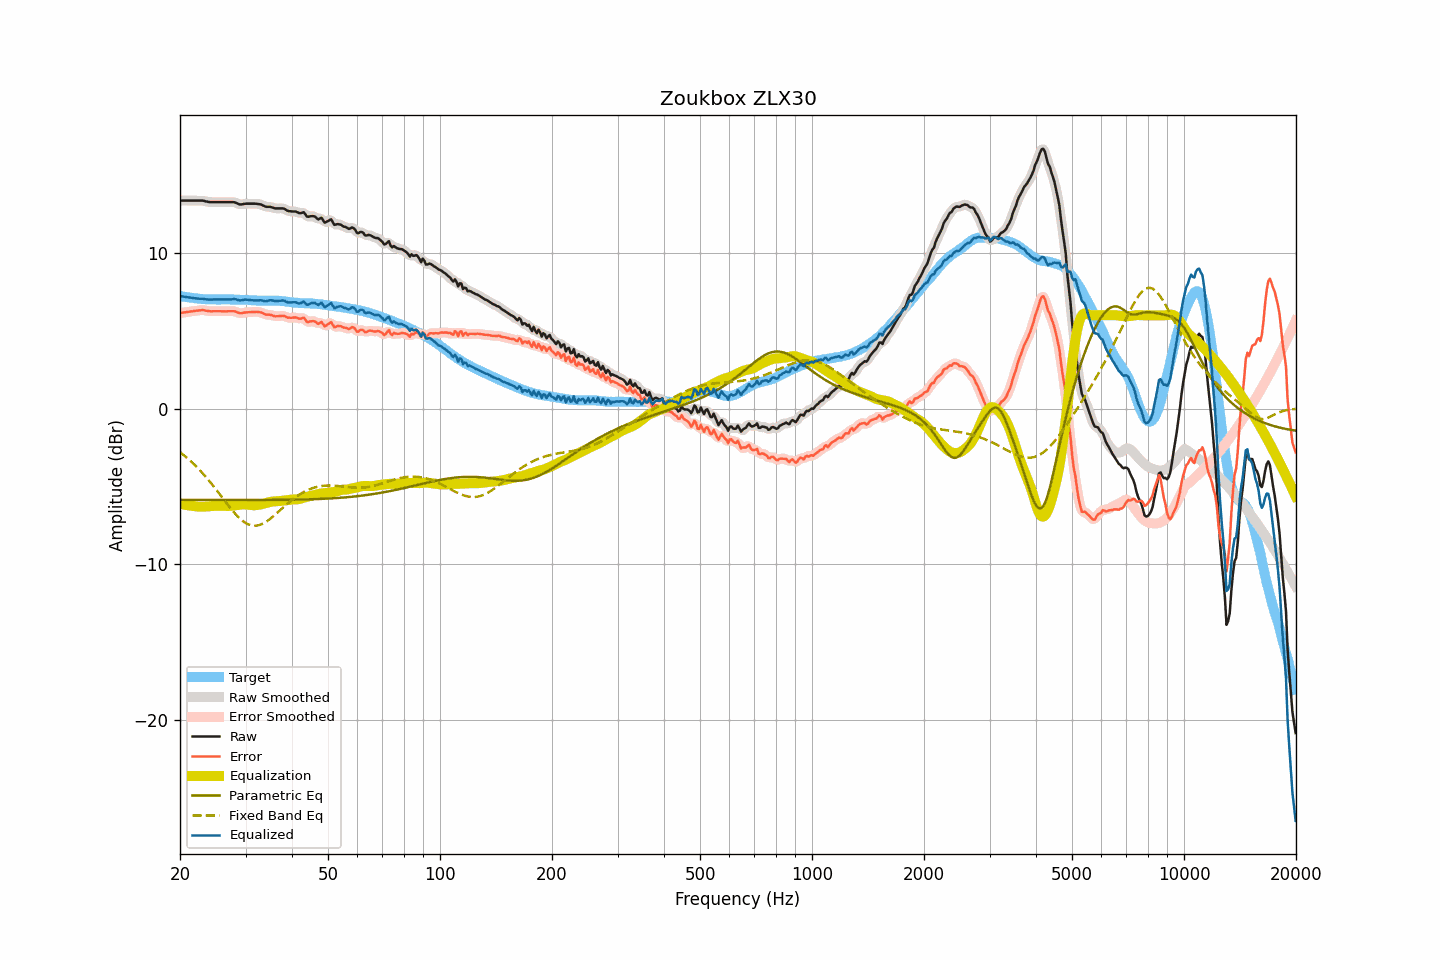 Zoukbox ZLX30
Amplitude (dBr)
10
0
−10
−20
Target
Raw Smoothed
Error Smoothed
Raw
Error
Equalization
Parametric Eq
Fixed Band Eq
Equalized
20 50 100 200 500 1000 2000 5000 10000 20000
Frequency (Hz)